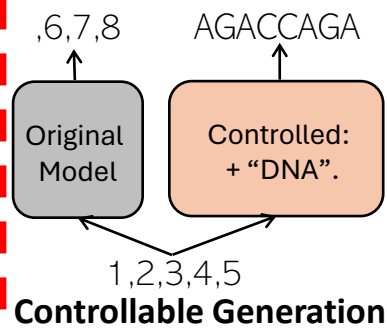 ,6,7,8
AGACCAGA
Original
Model
Controlled:
+ “DNA”.
1,2,3,4,5
Controllable Generation